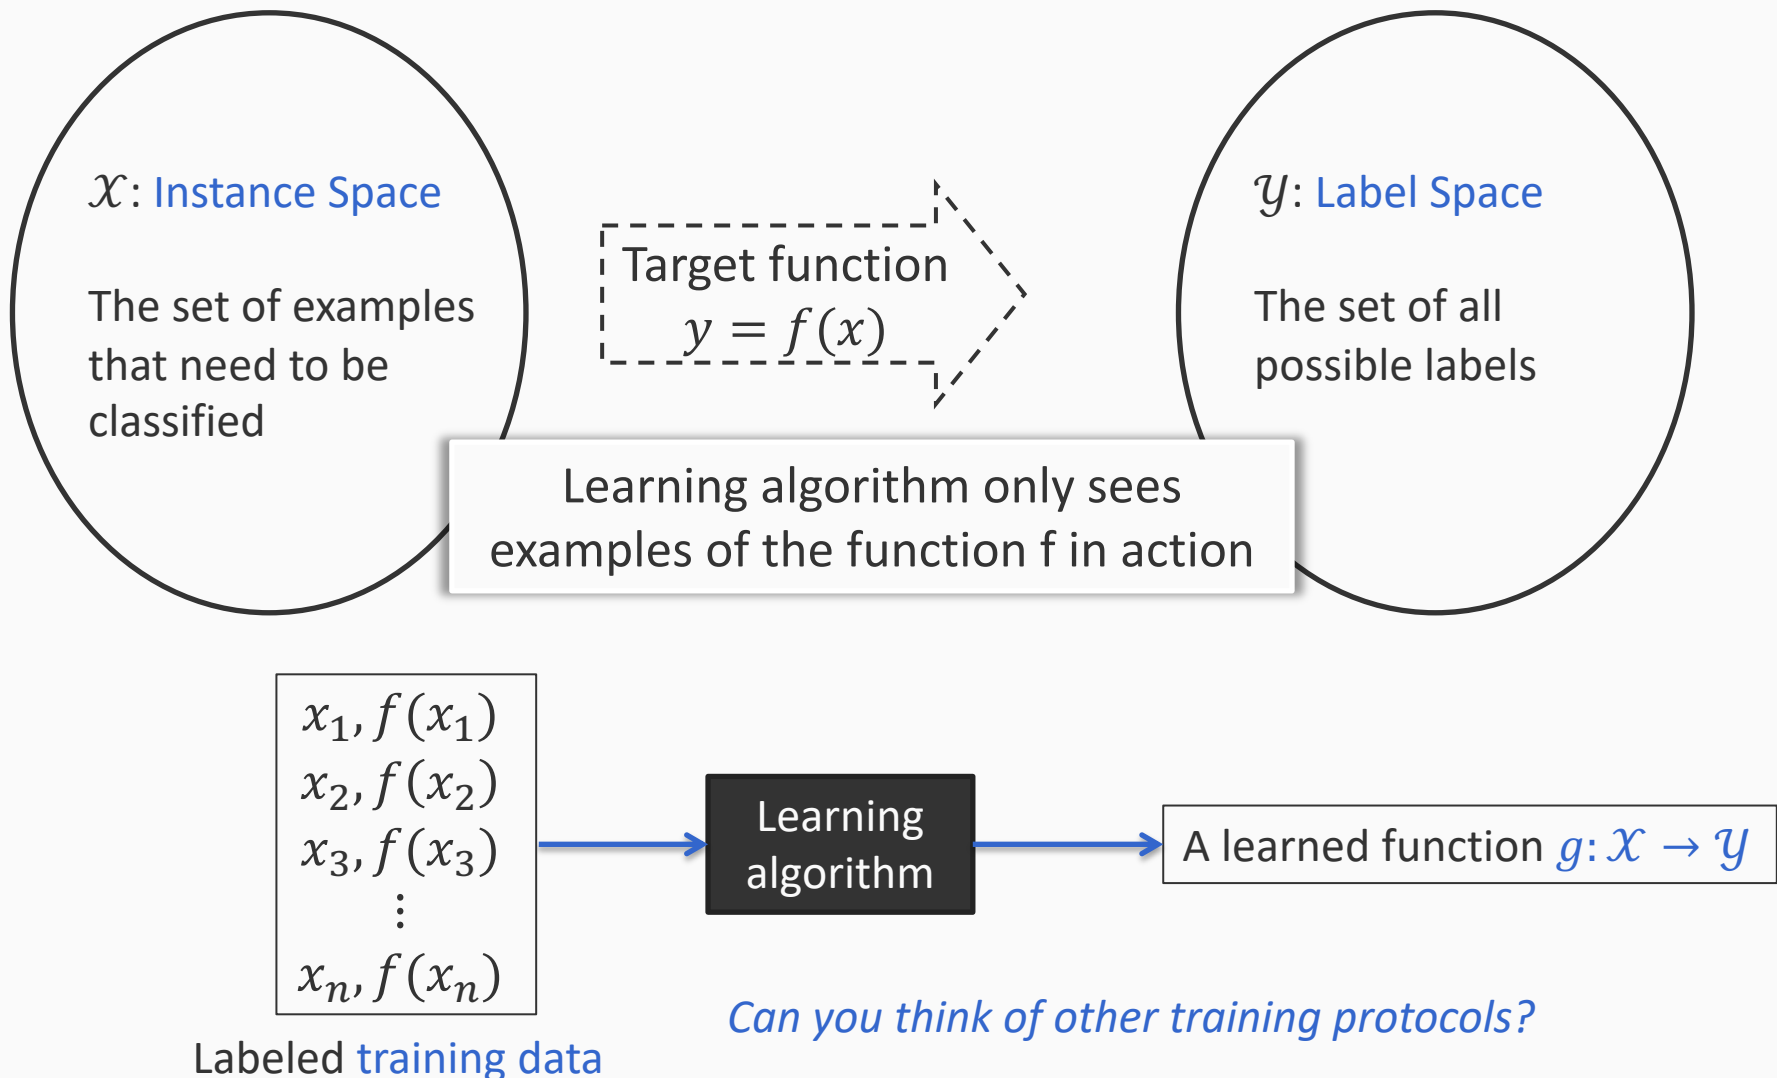 𝒳: Instance Space
The set of examples
that need to be
classified
Target function
y = f(x)
𝒴: Label Space
The set of all
possible labels
Learning algorithm only sees
examples of the function f in action
x₁, f(x₁)
x₂, f(x₂)
x₃, f(x₃)
⋮
xₙ, f(xₙ)
Labeled training data
Learning
algorithm
A learned function g: 𝒳 → 𝒴
Can you think of other training protocols?